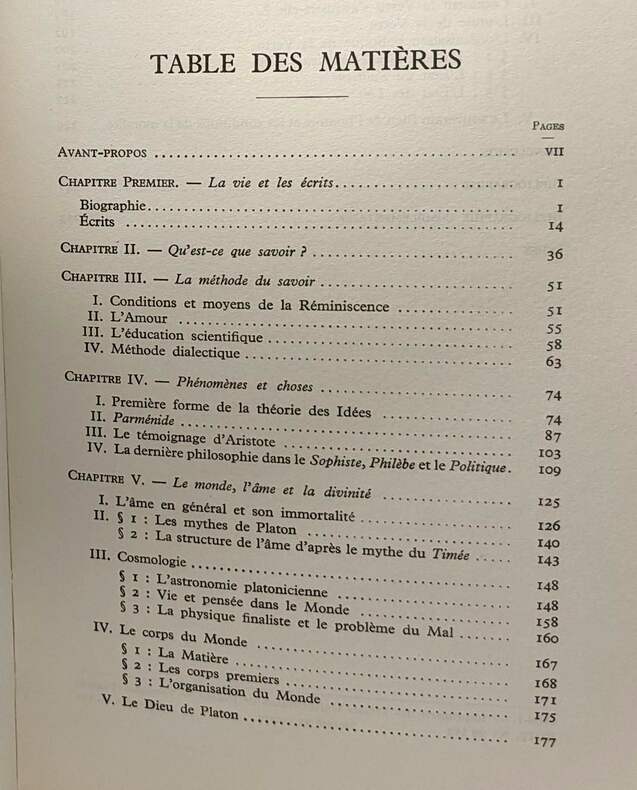 TABLE DES MATIÈRES
PAGES
AVANT-PROPOS VII
CHAPITRE PREMIER. — La vie et les écrits 1
Biographie 1
Écrits 14
CHAPITRE II. — Qu'est-ce que savoir ? 36
CHAPITRE III. — La méthode du savoir 51
I. Conditions et moyens de la Réminiscence 51
II. L'Amour 55
III. L'éducation scientifique 58
IV. Méthode dialectique 63
CHAPITRE IV. — Phénomènes et choses 74
I. Première forme de la théorie des Idées 74
II. Parménide 87
III. Le témoignage d'Aristote 103
IV. La dernière philosophie dans le Sophiste, Philèbe et le Politique. 109
CHAPITRE V. — Le monde, l'âme et la divinité 125
I. L'âme en général et son immortalité 126
II. § 1 : Les mythes de Platon 140
§ 2 : La structure de l'âme d'après le mythe du Timée 143
III. Cosmologie 148
§ 1 : L'astronomie platonicienne 148
§ 2 : Vie et pensée dans le Monde 158
§ 3 : La physique finaliste et le problème du Mal 160
IV. Le corps du Monde 167
§ 1 : La Matière 168
§ 2 : Les corps premiers 171
§ 3 : L'organisation du Monde 175
V. Le Dieu de Platon 177